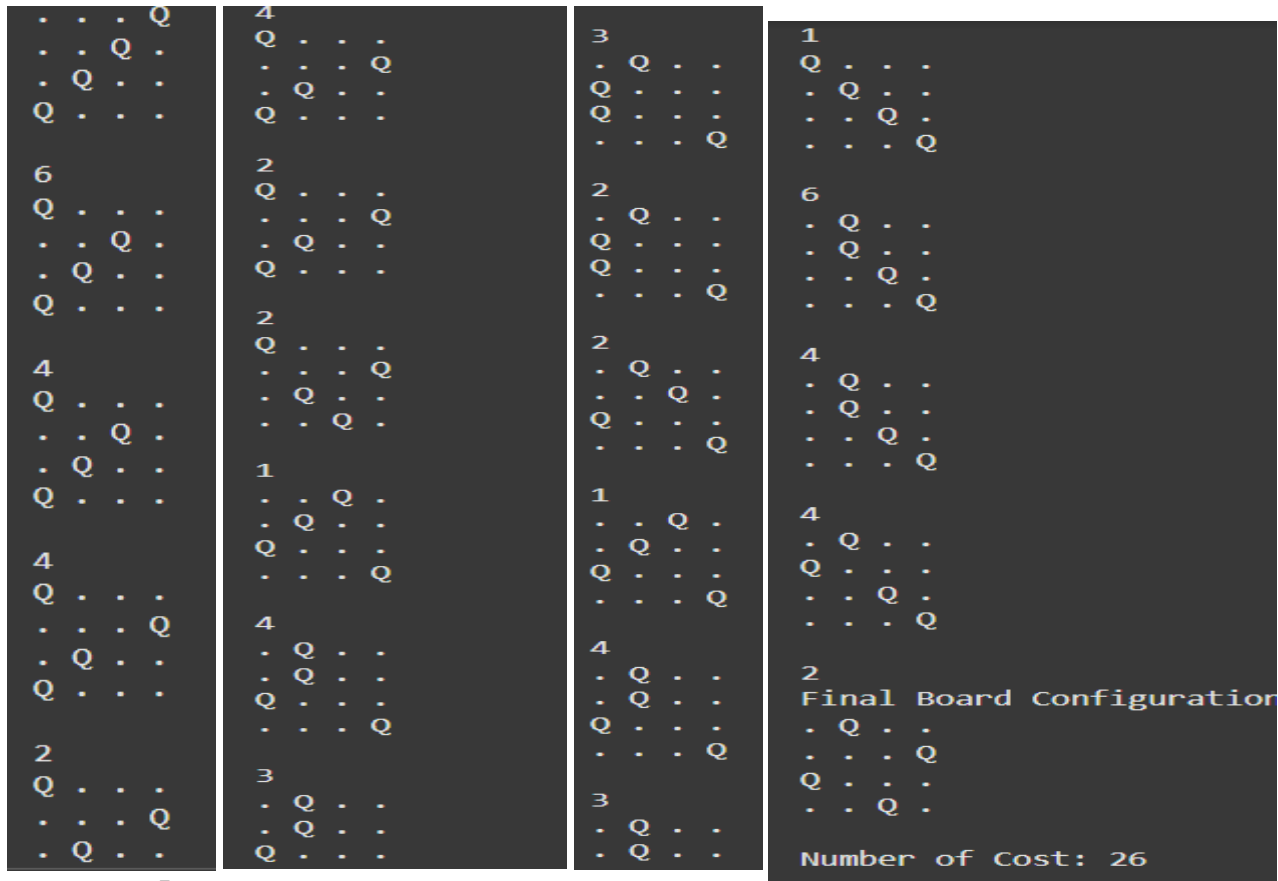 . . . Q
. . Q .
. Q . .
Q . . .
6
Q . . .
. . Q .
. Q . .
Q . . .
4
Q . . .
. . Q .
. Q . .
Q . . .
4
Q . . .
. . . Q
. Q . .
Q . . .
2
Q . . .
. . . Q
. Q . .
4
Q . . .
. . . Q
. Q . .
Q . . .
2
Q . . .
. . . Q
. Q . .
Q . . .
2
Q . . .
. . . Q
. Q . .
. . Q .
1
. . Q .
. Q . .
Q . . .
. . . Q
4
. Q . .
. Q . .
Q . . .
. . . Q
3
. Q . .
. Q . .
Q . . .
3
. Q . .
Q . . .
Q . . .
. . . Q
2
. Q . .
Q . . .
Q . . .
. . . Q
2
. Q . .
. . Q .
Q . . .
. . . Q
1
. . Q .
. Q . .
Q . . .
. . . Q
4
. Q . .
. Q . .
Q . . .
. . . Q
3
. Q . .
. Q . .
1
Q . . .
. Q . .
. . Q .
. . . Q
6
. Q . .
. Q . .
. . Q .
. . . Q
4
. Q . .
. Q . .
. . Q .
. . . Q
4
. Q . .
Q . . .
. . Q .
. . . Q
2
Final Board Configuration
. Q . .
. . . Q
Q . . .
. . Q .
Number of Cost: 26